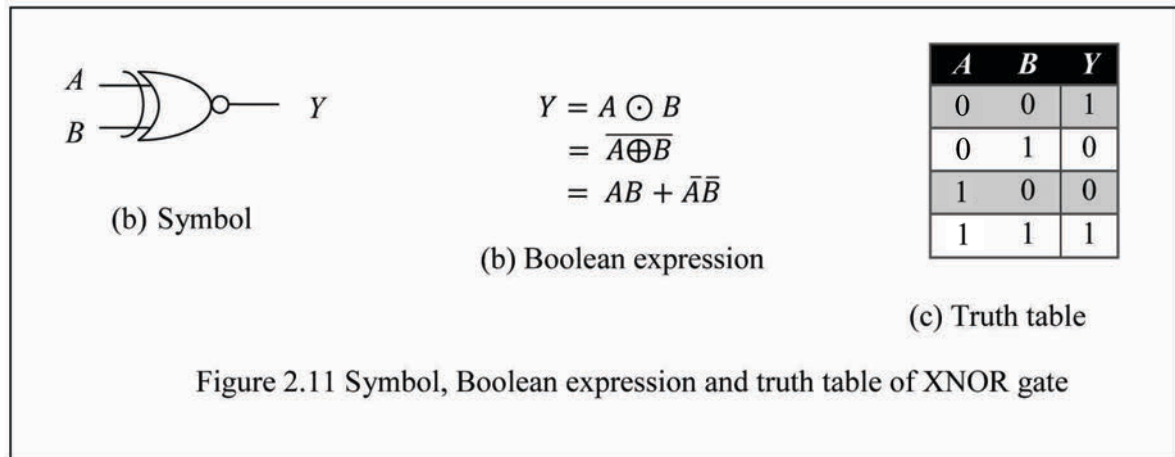 A
B
Y
(b) Symbol
Y = A ⊙ B
= \overline{A⊕B}
= AB + ĀB̄
(b) Boolean expression
A B Y
0 0 1
0 1 0
1 0 0
1 1 1
(c) Truth table
Figure 2.11 Symbol, Boolean expression and truth table of XNOR gate